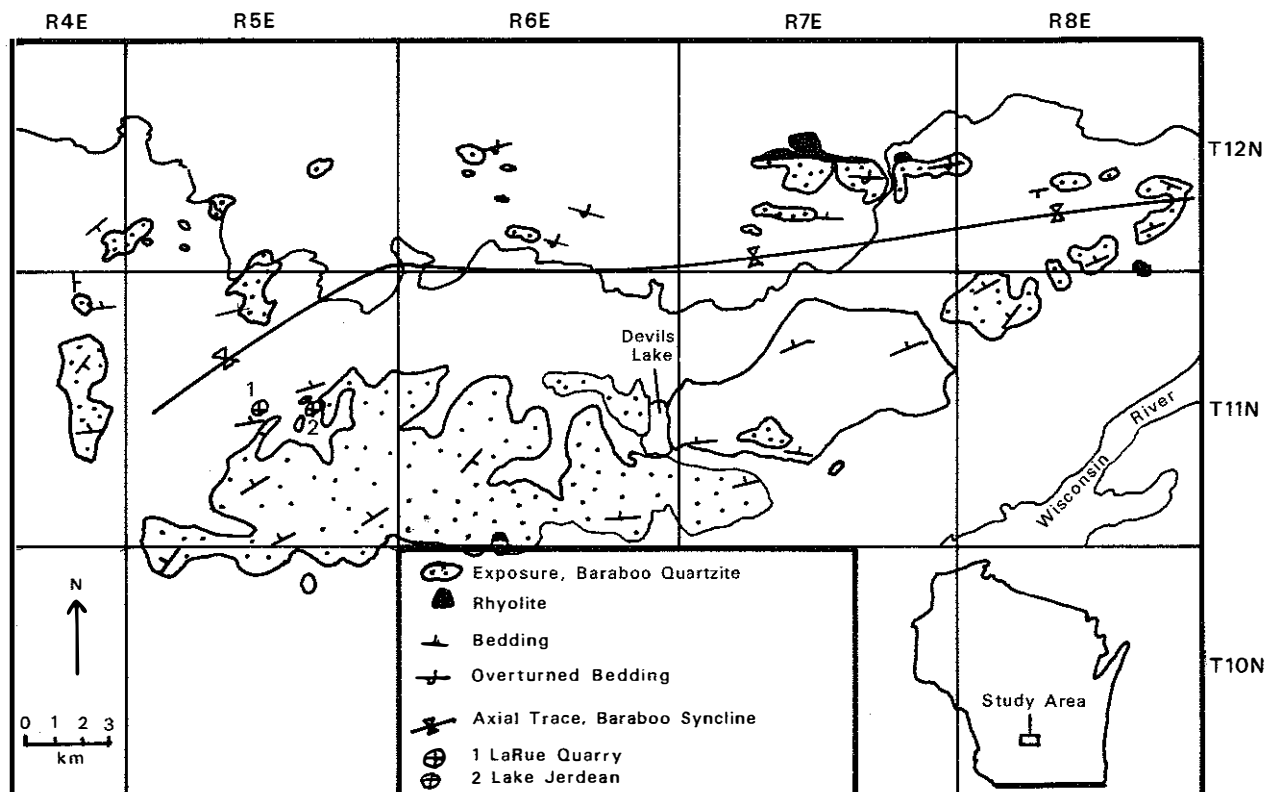 R4E R5E R6E R7E R8E
T12N
Devils
Lake
1
2
T11N
Wisconsin River
N
0 1 2 3
km
Exposure, Baraboo Quartzite
Rhyolite
Bedding
Overturned Bedding
Axial Trace, Baraboo Syncline
1 LaRue Quarry
2 Lake Jerdean
Study Area
T10N